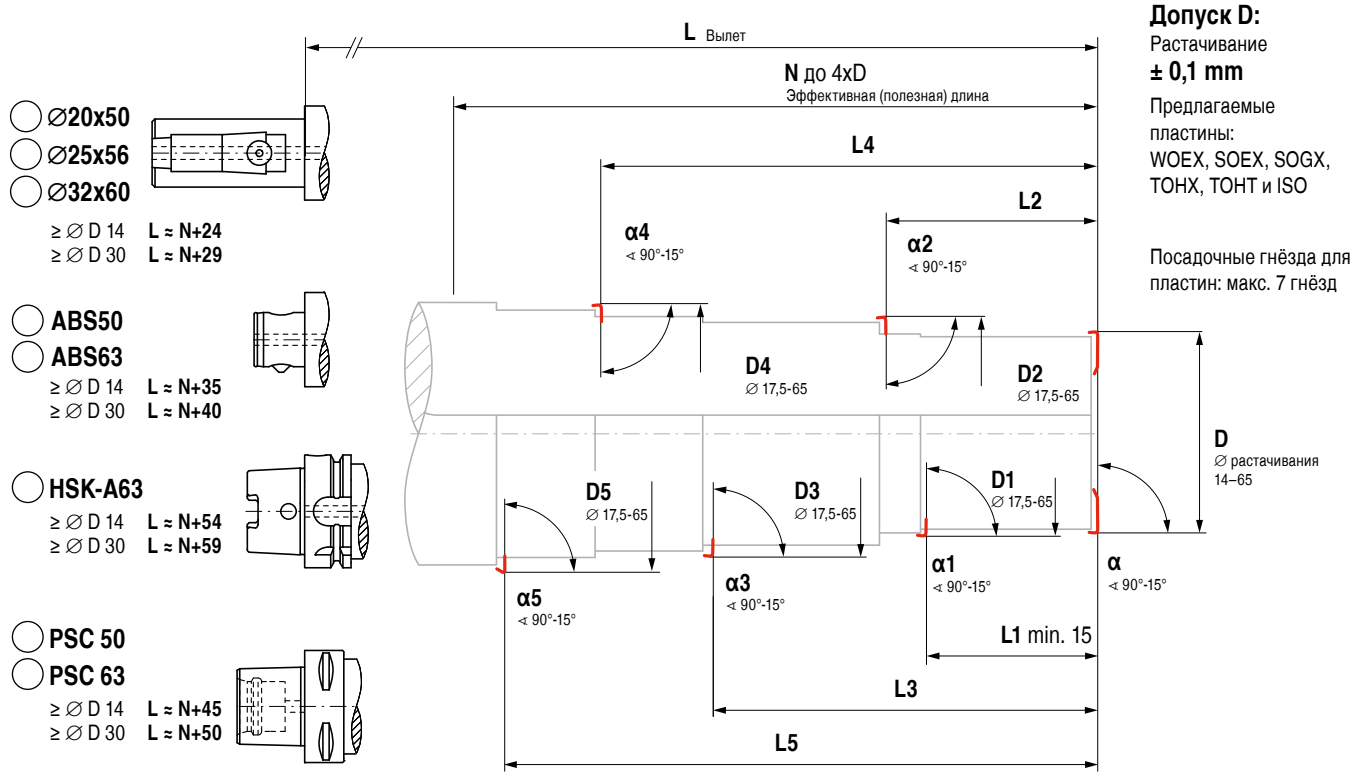 Допуск D:
Растачивание
± 0,1 mm
Предлагаемые
пластины:
WOEX, SOEX, SOGX,
TOHX, TOHT и ISO
Посадочные гнёзда для
пластин: макс. 7 гнёзд
L Вылет
N до 4xD
Эффективная (полезная) длина
L4
L2
∅20x50
∅25x56
∅32x60
≥ ∅ D 14 L ≈ N+24
≥ ∅ D 30 L ≈ N+29
ABS50
ABS63
≥ ∅ D 14 L ≈ N+35
≥ ∅ D 30 L ≈ N+40
HSK-A63
≥ ∅ D 14 L ≈ N+54
≥ ∅ D 30 L ≈ N+59
PSC 50
PSC 63
≥ ∅ D 14 L ≈ N+45
≥ ∅ D 30 L ≈ N+50
α4
∢ 90°-15°
α2
∢ 90°-15°
D4
∅ 17,5-65
D2
∅ 17,5-65
D
∅ растачивания
14–65
D5
∅ 17,5-65
D3
∅ 17,5-65
D1
∅ 17,5-65
α5
∢ 90°-15°
α3
∢ 90°-15°
α1
∢ 90°-15°
α
∢ 90°-15°
L1 min. 15
L3
L5